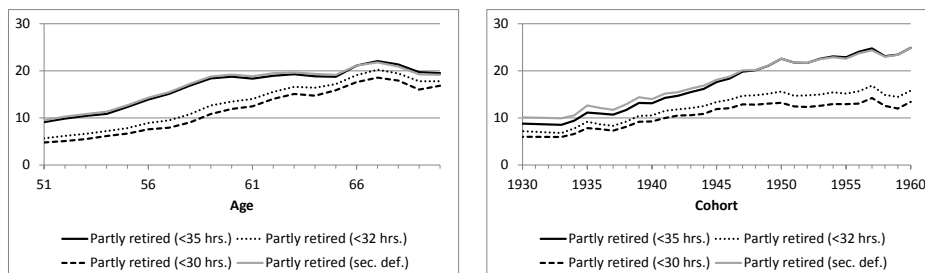 30
20
10
0
51 56 61 66
Age
Partly retired (<35 hrs.) Partly retired (<32 hrs.)
Partly retired (<30 hrs.) Partly retired (sec. def.)
30
20
10
0
1930 1935 1940 1945 1950 1955 1960
Cohort
Partly retired (<35 hrs.) Partly retired (<32 hrs.)
Partly retired (<30 hrs.) Partly retired (sec. def.)